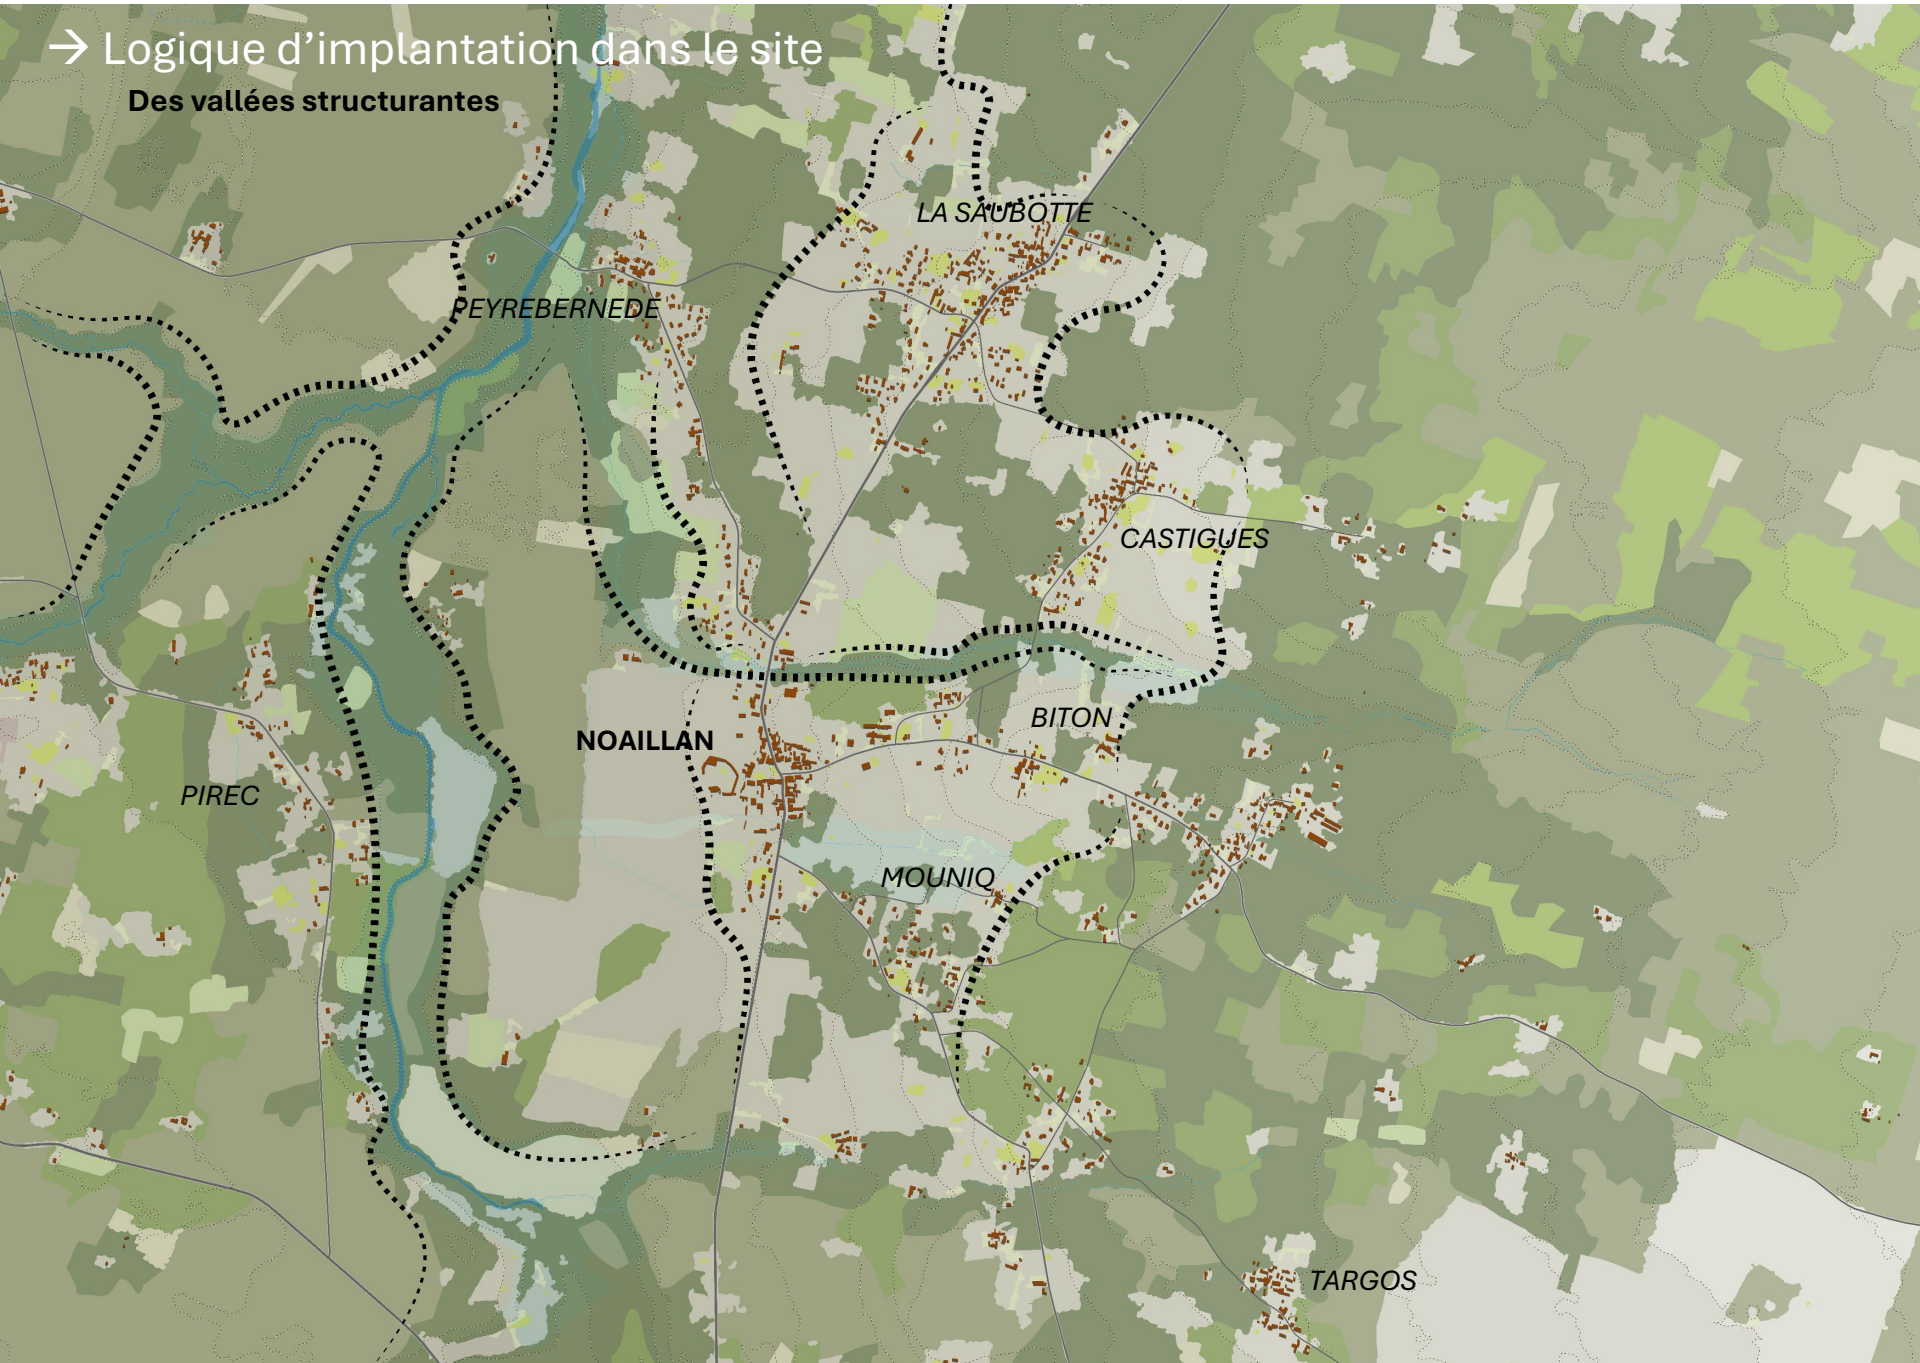 → Logique d’implantation dans le site
Des vallées structurantes
LA SAUBOTTE
PEYREBERNEDE
CASTIGUES
BITON
NOAILLAN
PIREC
MOUNIQ
TARGOS